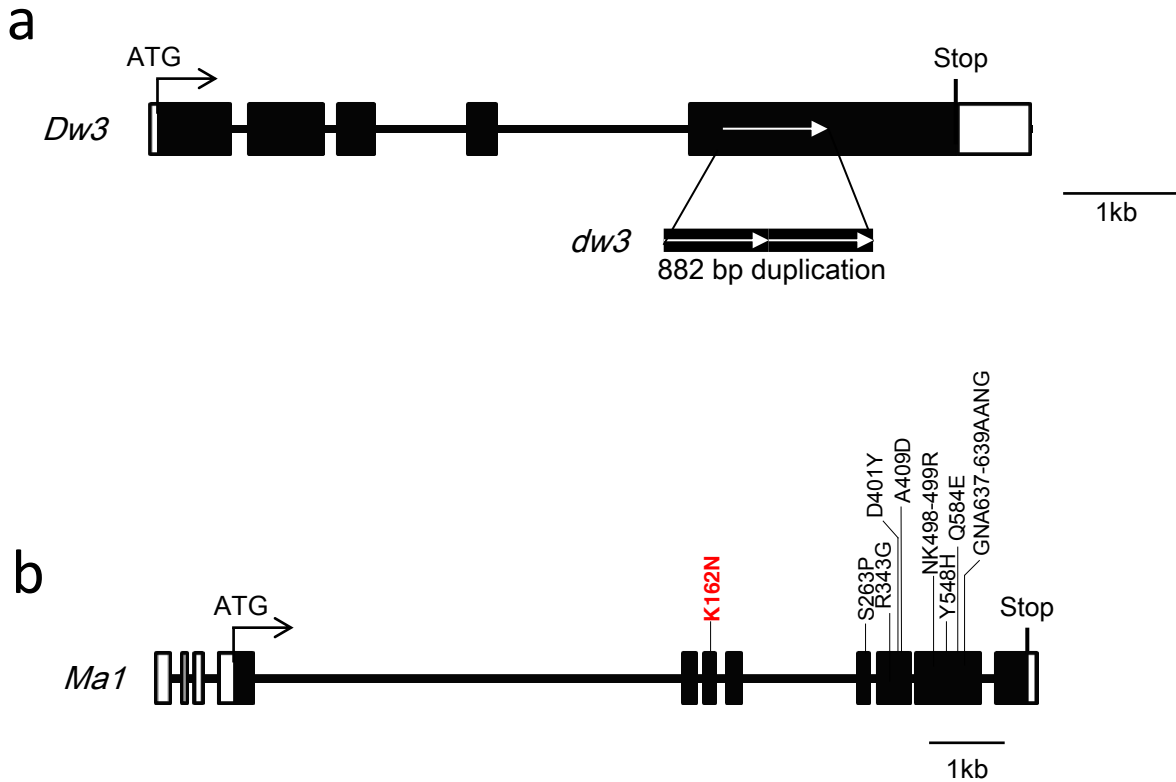 a
ATG
Stop
Dw3
1kb
dw3
882 bp duplication
b
ATG
K162N
S263P
R343G
D401Y
A409D
NK498-499R
Y548H
Q584E
GNA637-639AANG
Stop
Ma1
1kb